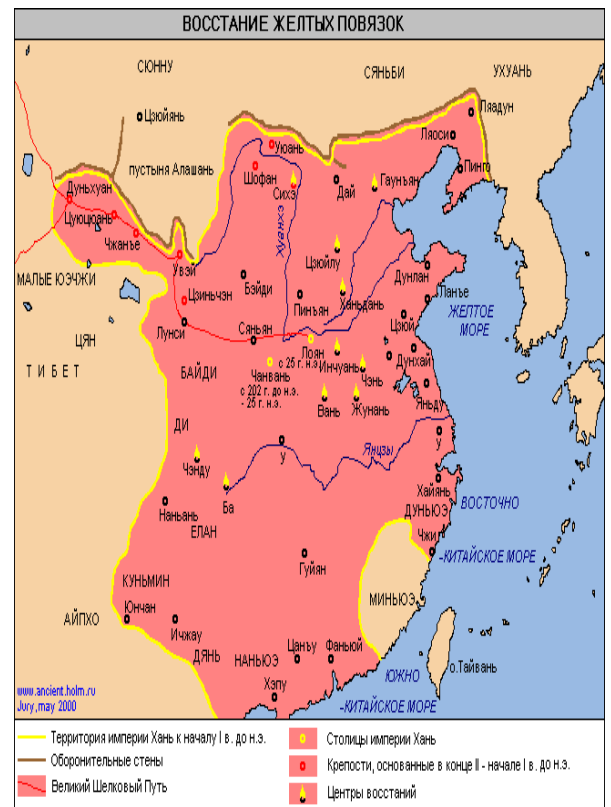 ВОССТАНИЕ ЖЕЛТЫХ ПОВЯЗОК
СЮННУ
СЯНЬБИ
УХУАНЬ
Цзюйянь
Ляадун
Ляоси
Уюань
пустыня Алашань
Шофан
Пинго
Дуньхуан
Сихэ
Дай
Гаунъян
Цуюцюань
Хуанхэ
Чжанъе
Увэй
Цзюйлу
МАЛЫЕ ЮЭЧЖИ
Бэйди
Дунлан
Цзиньчэн
Пинъян
Ханьдань
Ланъе
ЖЕЛТОЕ
МОРЕ
Лунси
Цзюй
ЦЯН
Сяньян
Лоян
Инчуань
Дунхай
ТИБЕТ
БАЙДИ
Чанвань
с 25 г. н.э.
Чэнь
с 202 г. до н.э.
- 25 г. н.э.
Вань
Жунань
Яньду
ДИ
У
Янцзы
У
Чэнду
Ба
Хайянь
ВОСТОЧНО
Наньань
ЕЛАН
ДУНЬЮЭ
Чжи
-КИТАЙСКОЕ МОРЕ
Гуйян
КУНЬМИН
МИНЬЮЭ
АЙПХО
Юнчан
Ичжау
ДЯНЬ
НАНЬЮЭ
Цанъу
Фаньюй
о.Тайвань
ЮЖНО
Хэпу
-КИТАЙСКОЕ МОРЕ
www.ancient.holm.ru
Jury, may 2000
Территория империи Хань к началу I в. до н.э.
Столицы империи Хань
Оборонительные стены
Крепости, основанные в конце II - начале I в. до н.э.
Великий Шелковый Путь
Центры восстаний